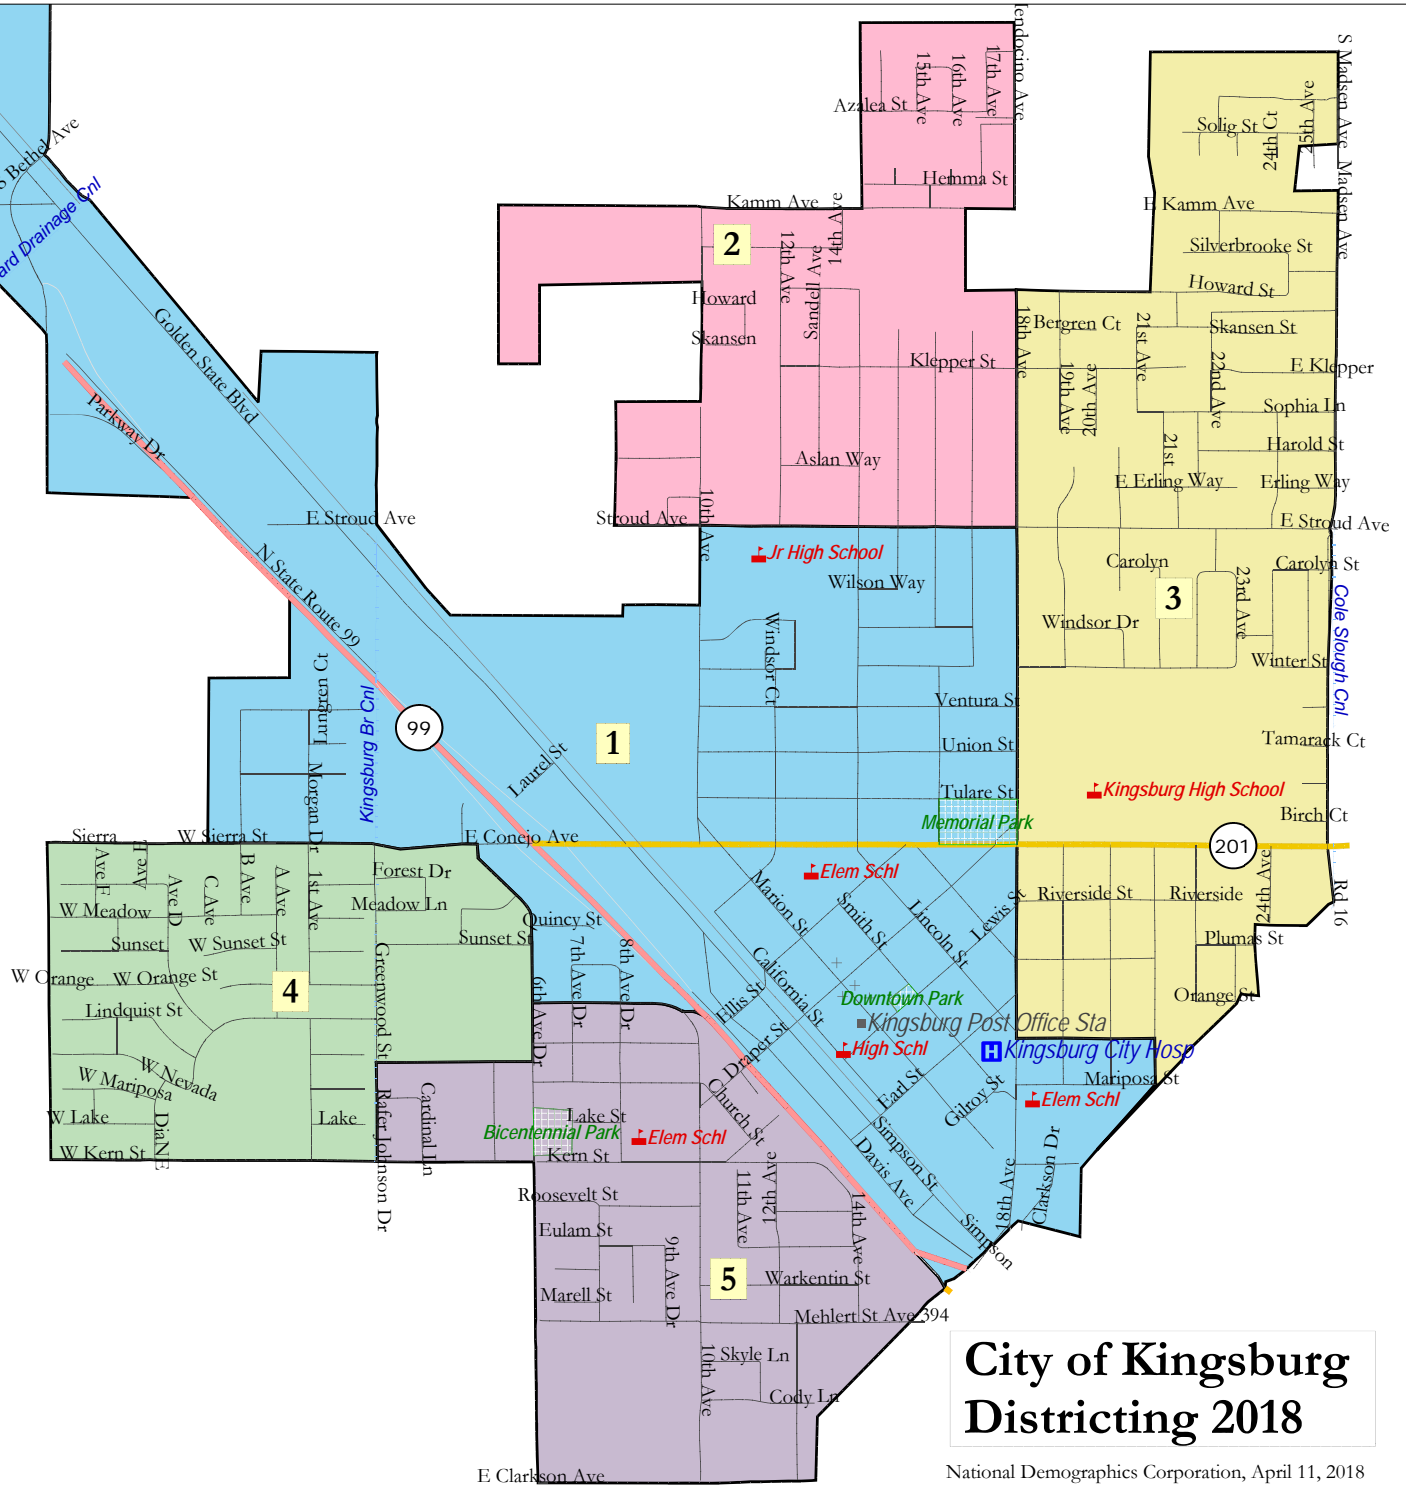 S Bethel Ave
ard Drainage Cnl
Golden State Blvd
Parkway Dr
E Stroud Ave
N State Route 99
Kingsburg Br Cnl
99
Lungren Ct
Morgan Dr
Laurel St
E Conejo Ave
1
endocino Ave
15th Ave
16th Ave
17th Ave
Azalea St
Hemma St
Kamm Ave
14th Ave
2
12th Ave
Sandell Ave
Howard
Skansen
Klepper St
Aslan Way
Stroud Ave
10th Ave
S Madsen Ave
25th Ave
24th Ct
Solig St
Madsen Ave
E Kamm Ave
Silverbrooke St
Howard St
18th Ave
Bergren Ct
21st Ave
Skansen St
19th Ave
20th Ave
22nd Ave
E Klepper
Sophia Ln
21st
Harold St
E Erling Way
Erling Way
E Stroud Ave
Carolyn
Carolyn St
3
23rd Ave
Windsor Dr
Winter St
Cole Slough Cnl
Tamarack Ct
Kingsburg High School
Birch Ct
201
Jr High School
Wilson Way
Windsor Ct
Ventura St
Union St
Tulare St
Memorial Park
Elem Schl
Marion St
Smith St
Lincoln St
Lewis St
Riverside St
Riverside
24th Ave
Rd 16
Plumas St
Orange St
Sierra
W Sierra St
Ave F
Ave D
C Ave
B Ave
A Ave
1st Ave
Forest Dr
W Meadow
Meadow Ln
Sunset
W Sunset St
Sunset St
W Orange
W Orange St
4
Lindquist St
Greenwood St
W Nevada
W Mariposa
W Lake
Lake
W Kern St
DiaNE
Rafer Johnson Dr
Cardinal Ln
Quincy St
7th Ave Dr
8th Ave Dr
6th Ave Dr
California St
Ellis St
Downtown Park
Kingsburg Post Office Sta
High Schl
Kingsburg City Hosp
H
Draper St
Earl St
Gilroy St
Mariposa St
Elem Schl
Church St
Lake St
Bicentennial Park
Elem Schl
Kern St
Simpson St
Davis Ave
18th Ave
Clarkson Dr
Simpson
Roosevelt St
11th Ave
12th Ave
14th Ave
Eulam St
9th Ave Dr
5
Warkentin St
Marell St
Mehlert St Ave 394
10th Ave
Skyle Ln
Cody Ln
E Clarkson Ave
City of Kingsburg
Districting 2018
National Demographics Corporation, April 11, 2018